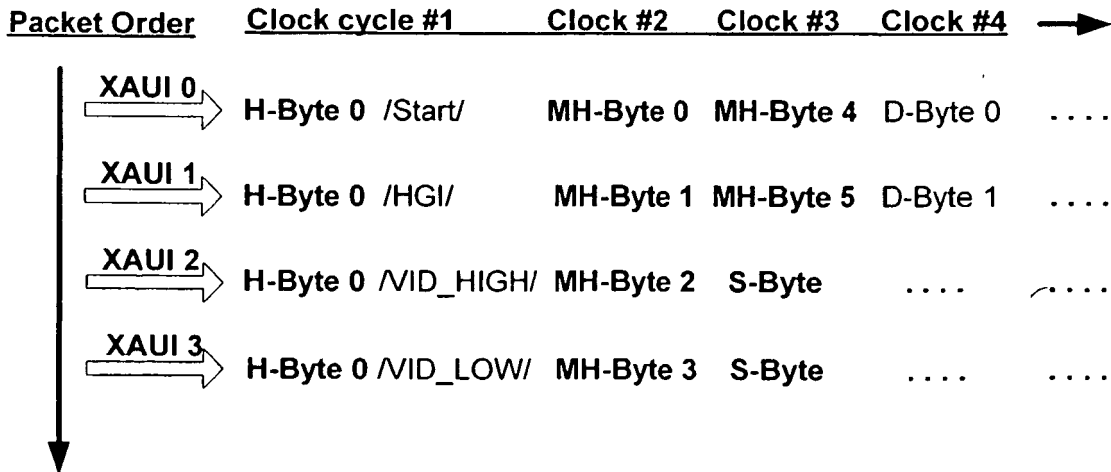 Packet Order Clock cycle #1 Clock #2 Clock #3 Clock #4
XAUI 0
H-Byte 0 /Start/ MH-Byte 0 MH-Byte 4 D-Byte 0 ....
XAUI 1
H-Byte 0 /HGI/ MH-Byte 1 MH-Byte 5 D-Byte 1 ....
XAUI 2
H-Byte 0 /VID_HIGH/ MH-Byte 2 S-Byte .... ....
XAUI 3
H-Byte 0 /VID_LOW/ MH-Byte 3 S-Byte .... ....